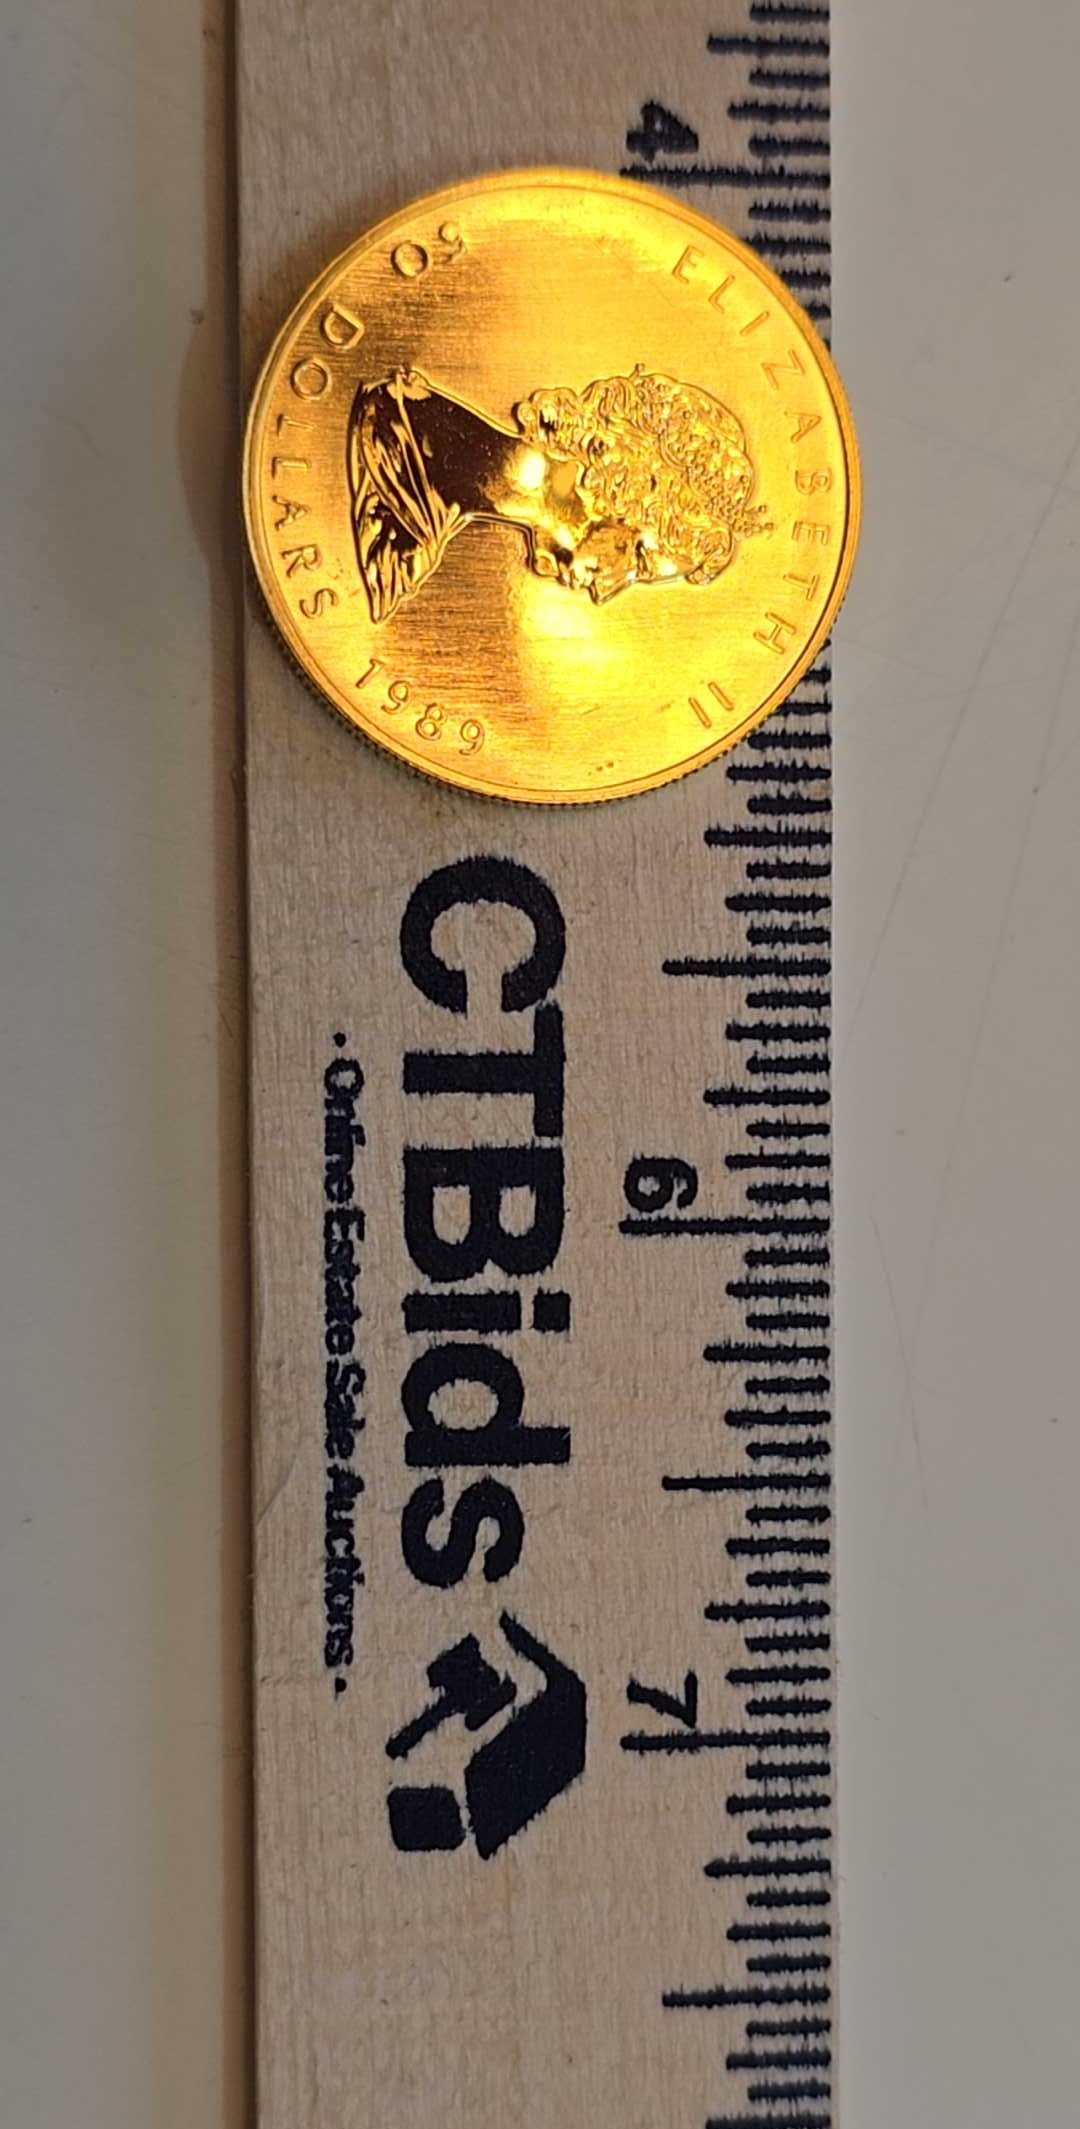 ELIZABETH II
50 DOLLARS 1989
4
6
7
CTBids
· Online Estate Sale Auctions ·